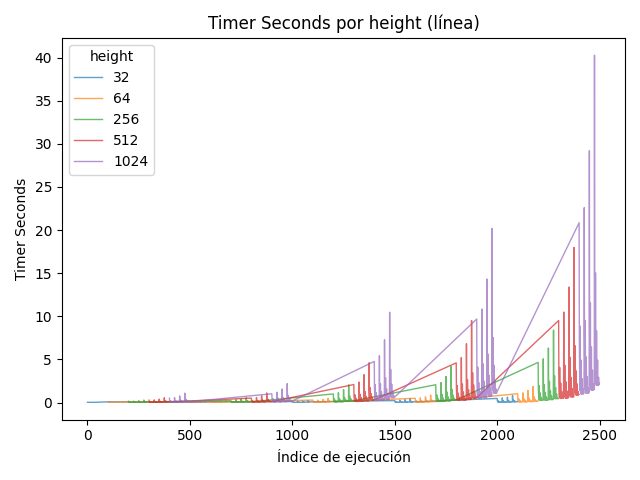 Timer Seconds por height (línea)
height
32
64
256
512
1024
40
35
30
25
20
15
10
5
0
Timer Seconds
0 500 1000 1500 2000 2500
Índice de ejecución